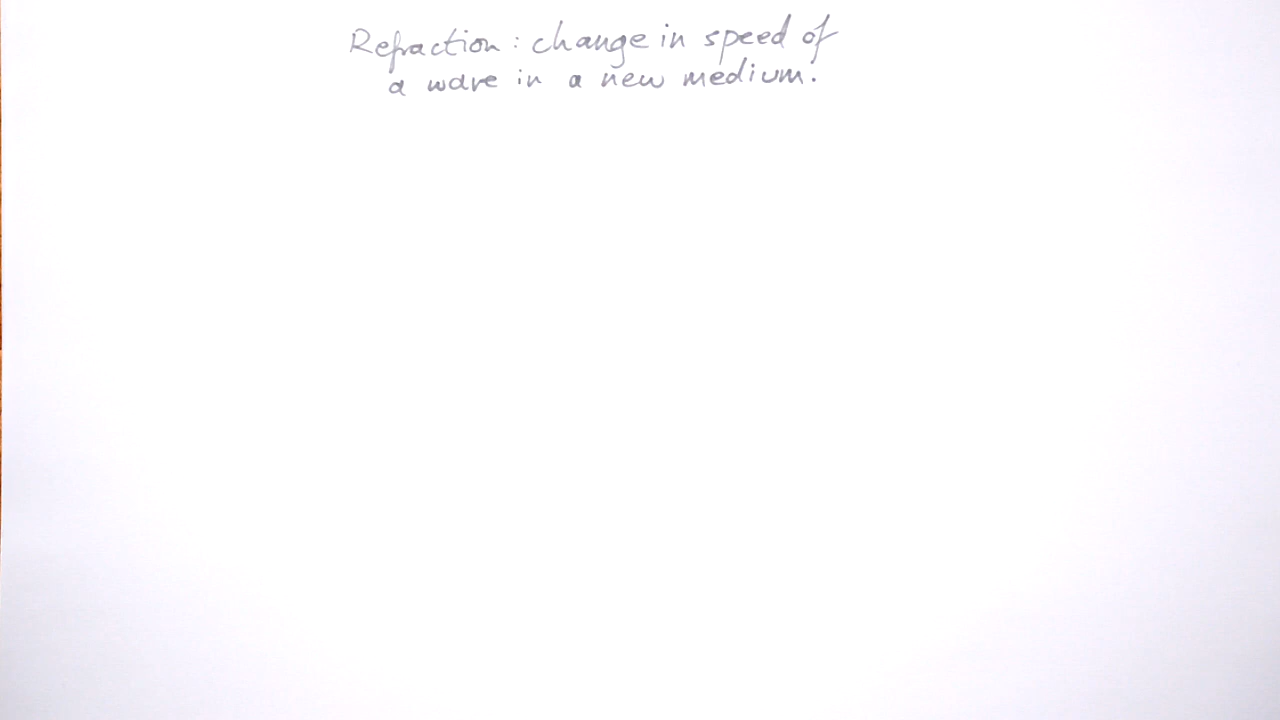 Refraction: change in speed of
a wave in a new medium.